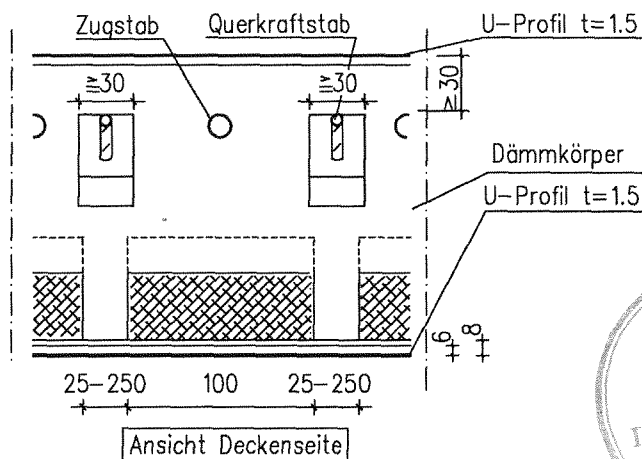 Zugstab Querkraftstab U-Profil t=1.5
≧30 ≧30 ≥30
Dämmkörper
U-Profil t=1.5
6 8
25-250 100 25-250
Ansicht Deckenseite